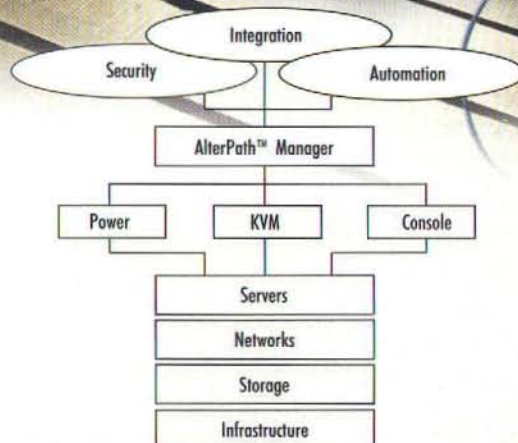 Integration
Security
Automation
AlterPath™ Manager
Power
KVM
Console
Servers
Networks
Storage
Infrastructure